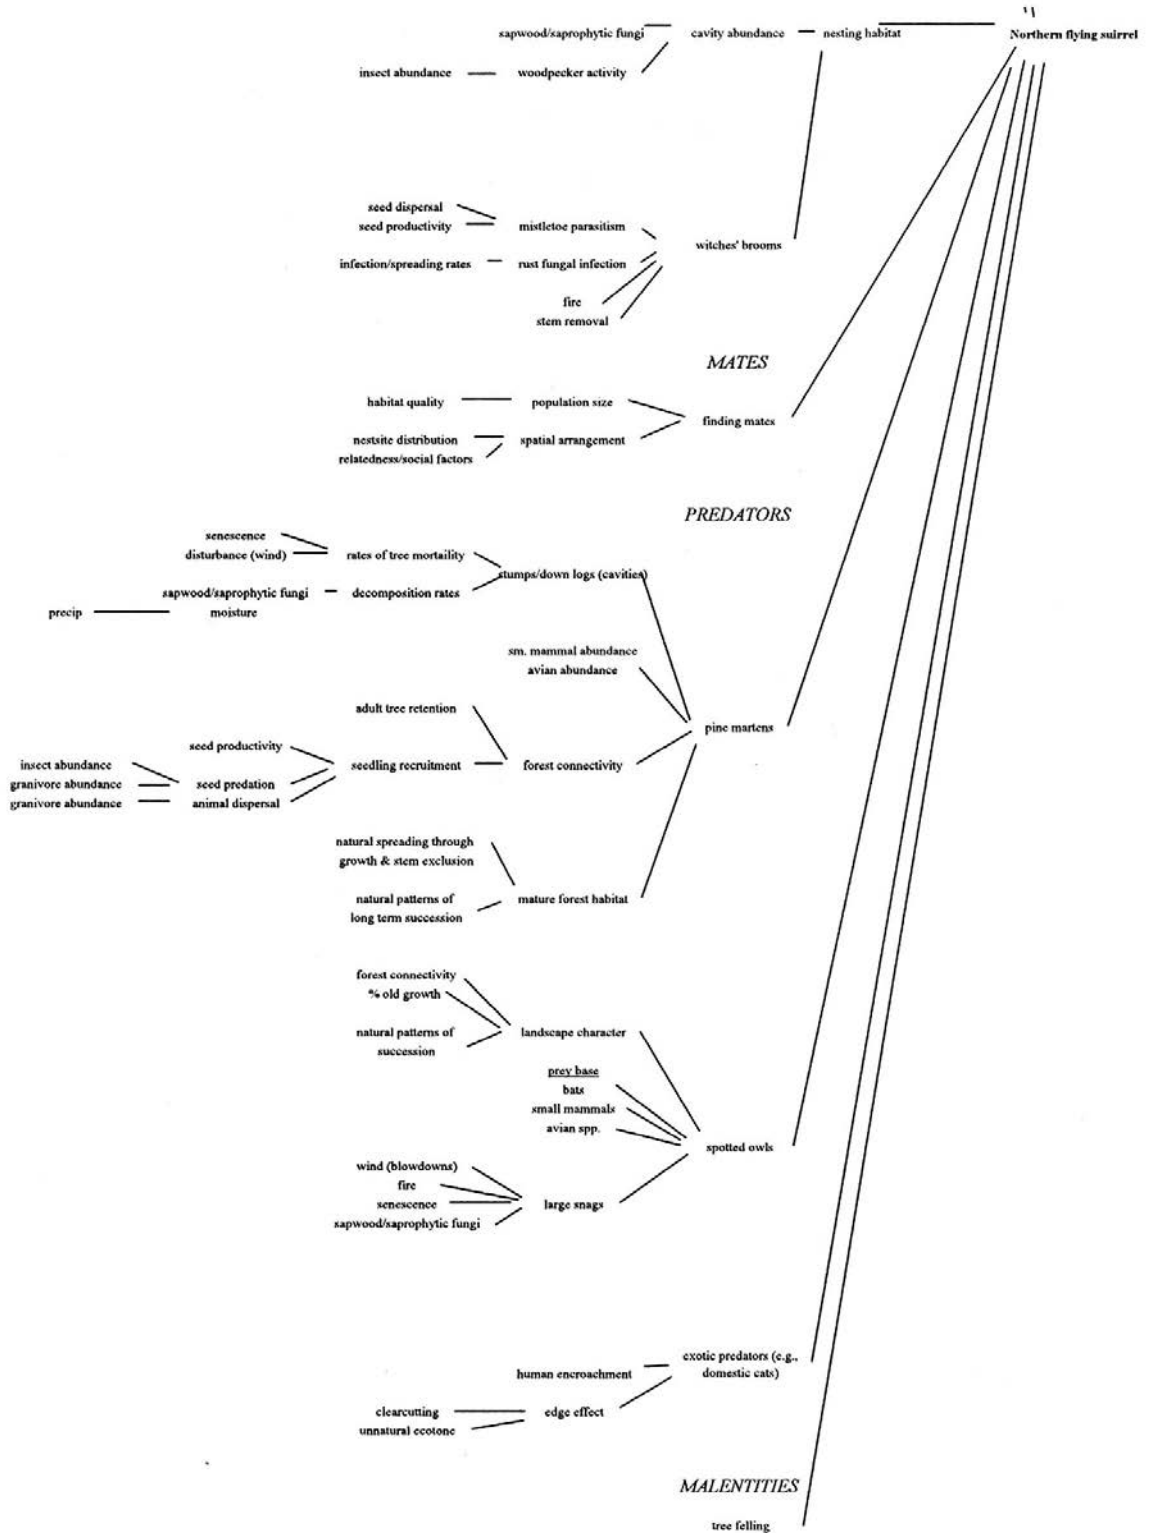 sapwood/saprophytic fungi cavity abundance nesting habitat Northern flying suirrel
insect abundance woodpecker activity
seed dispersal
seed productivity mistletoe parasitism
witches' brooms
infection/spreading rates rust fungal infection
fire
stem removal
MATES
habitat quality population size
finding mates
nestsite distribution spatial arrangement
relatedness/social factors
PREDATORS
senescence
disturbance (wind) rates of tree mortaility
stumps/down logs (cavities)
sapwood/saprophytic fungi decomposition rates
precip moisture
sm. mammal abundance
avian abundance
adult tree retention
pine martens
seed productivity
insect abundance seedling recruitment forest connectivity
granivore abundance seed predation
granivore abundance animal dispersal
natural spreading through
growth & stem exclusion
natural patterns of mature forest habitat
long term succession
forest connectivity
% old growth
natural patterns of landscape character
succession
prey base
bats
small mammals
avian spp.
spotted owls
wind (blowdowns)
fire
senescence large snags
sapwood/saprophytic fungi
exotic predators (e.g.,
human encroachment domestic cats)
clearcutting edge effect
unnatural ecotone
MALENTITIES
tree felling